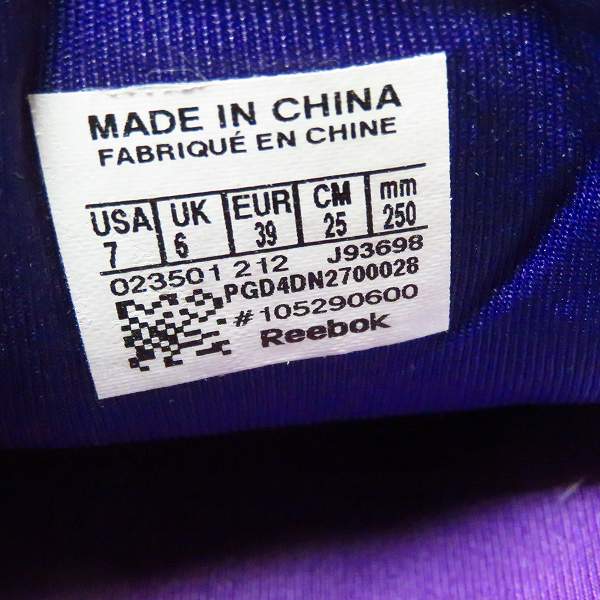 MADE IN CHINA
FABRIQUÉ EN CHINE
USA UK EUR CM mm
7 6 39 25 250
023501 212 J93698
PGD4DN2700028
#105290600
Reebok